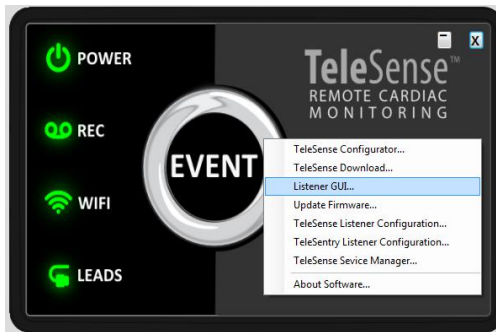 POWER
REC
WIFI
LEADS
EVENT
X
TeleSense™
REMOTE CARDIAC
MONITORING
TeleSense Configurator...
TeleSense Download...
Listener GUI...
Update Firmware...
TeleSense Listener Configuration...
TeleSentry Listener Configuration...
TeleSense Sevice Manager...
About Software...